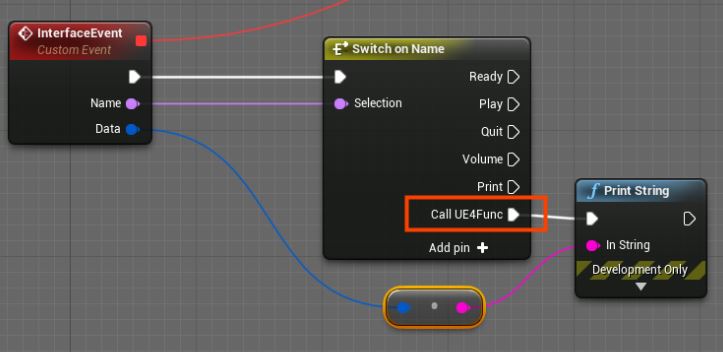 InterfaceEvent
Custom Event
Name
Data
Switch on Name
Selection
Ready
Play
Quit
Volume
Print
Call UE4Func
Add pin +
f Print String
In String
Development Only